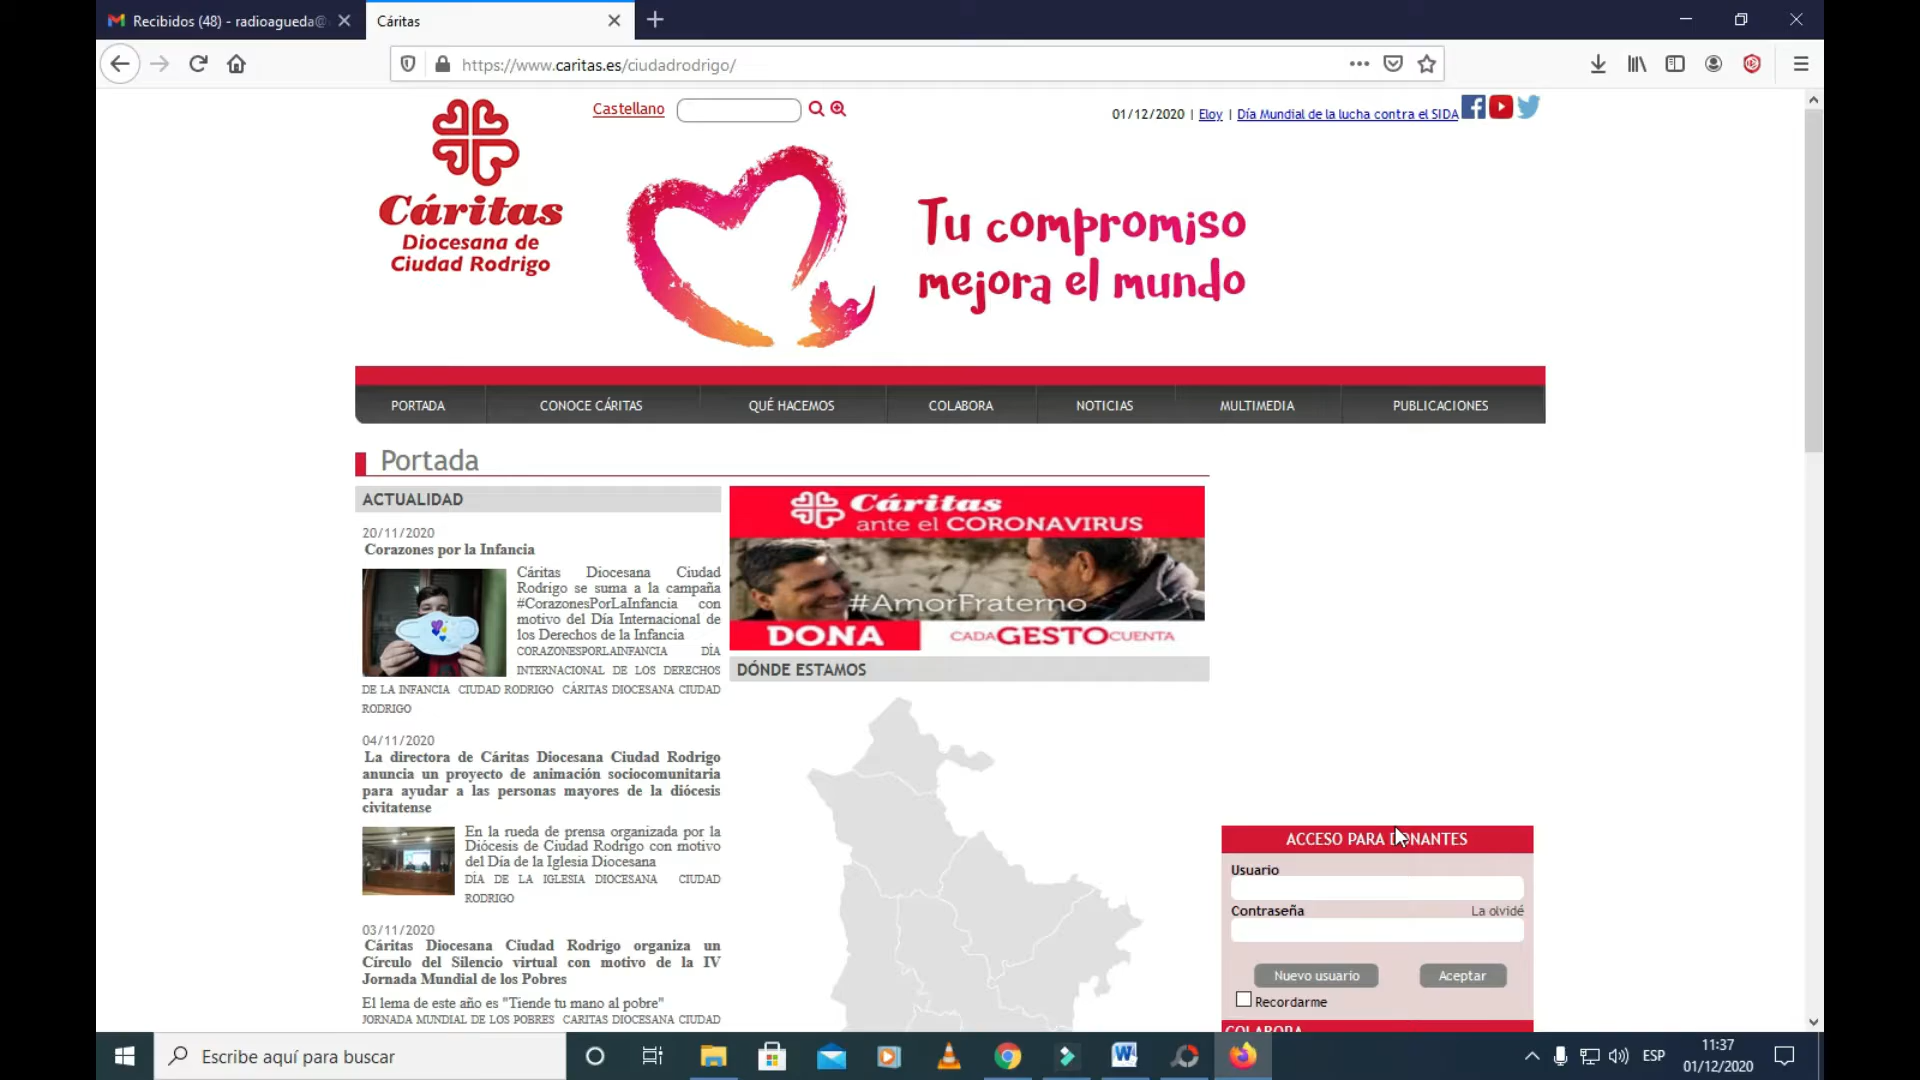 Recibidos (48) - radioagueda@
Cáritas
https://www.caritas.es/ciudadrodrigo/
Castellano
01/12/2020 | Eloy | Día Mundial de la lucha contra el SIDA
Cáritas
Diocesana de
Ciudad Rodrigo
Tu compromiso
mejora el mundo
PORTADA CONOCE CÁRITAS QUÉ HACEMOS COLABORA NOTICIAS MULTIMEDIA PUBLICACIONES
Portada
ACTUALIDAD
20/11/2020
Corazones por la Infancia
Cáritas Diocesana Ciudad
Rodrigo se suma a la campaña
#CorazonesPorLaInfancia con
motivo del Día Internacional de
los Derechos de la Infancia
CORAZONESPORLAINFANCIA DÍA
INTERNACIONAL DE LOS DERECHOS
DE LA INFANCIA CIUDAD RODRIGO CÁRITAS DIOCESANA CIUDAD
RODRIGO
04/11/2020
La directora de Cáritas Diocesana Ciudad Rodrigo
anuncia un proyecto de animación sociocomunitaria
para ayudar a las personas mayores de la diócesis
civitatense
En la rueda de prensa organizada por la
Diócesis de Ciudad Rodrigo con motivo
del Día de la Iglesia Diocesana
DÍA DE LA IGLESIA DIOCESANA CIUDAD
RODRIGO
03/11/2020
Cáritas Diocesana Ciudad Rodrigo organiza un
Círculo del Silencio virtual con motivo de la IV
Jornada Mundial de los Pobres
El lema de este año es "Tiende tu mano al pobre"
JORNADA MUNDIAL DE LOS POBRES CARITAS DIOCESANA CIUDAD
Cáritas
ante el CORONAVIRUS
#AmorFraterno
DONA CADA GESTO CUENTA
DÓNDE ESTAMOS
ACCESO PARA DONANTES
Usuario
Contraseña La olvidé
Nuevo usuario Aceptar
Recordarme
COLABORA
Escribe aquí para buscar
ESP
11:37
01/12/2020